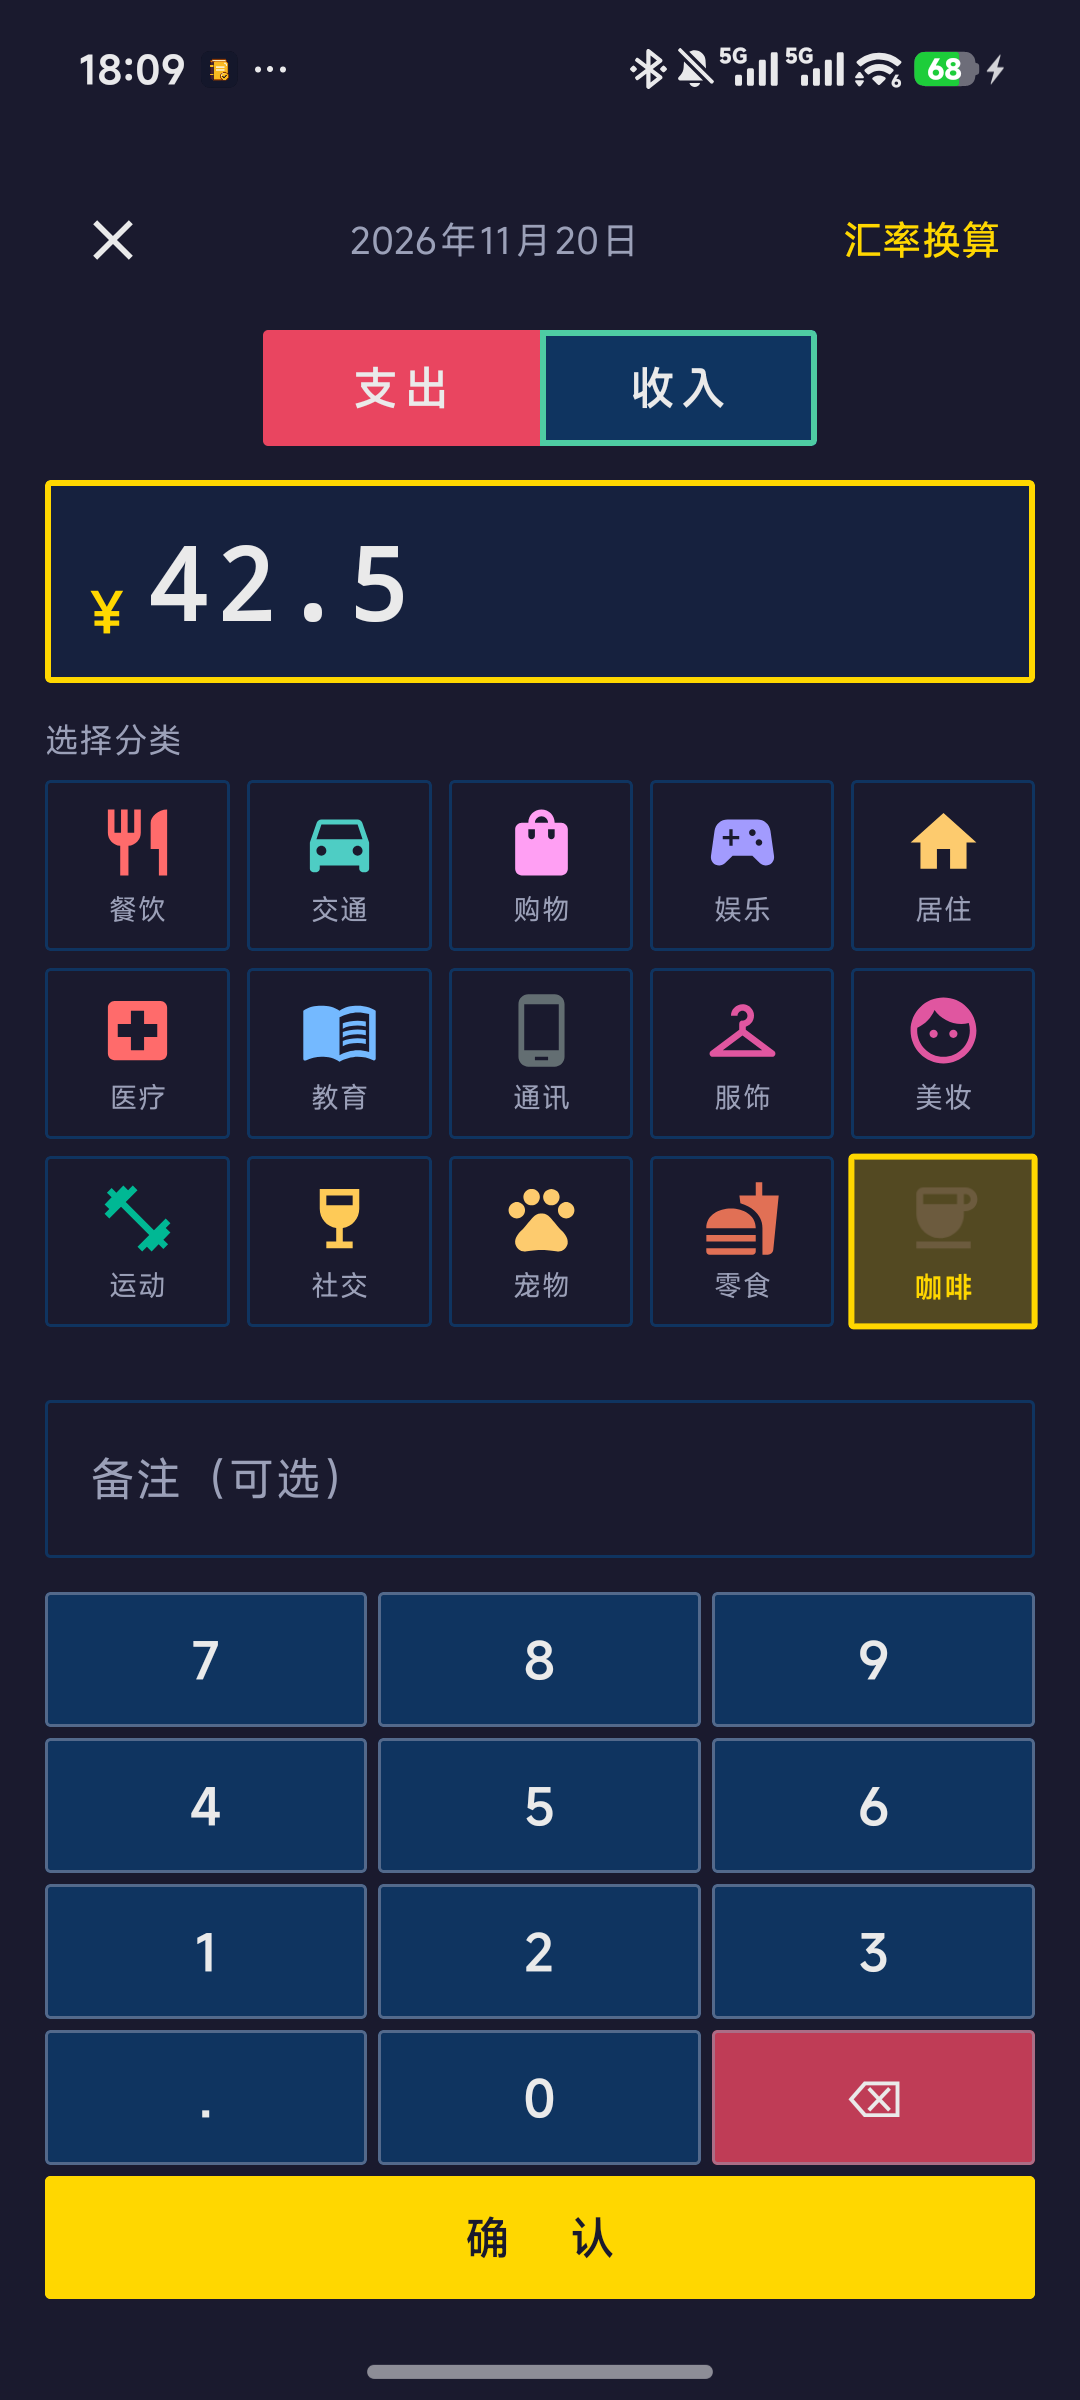 18:09 ... 5G 5G 6 68
2026年11月20日 汇率换算
支出 收入
¥ 42.5
选择分类
餐饮 交通 购物 娱乐 居住
医疗 教育 通讯 服饰 美妆
运动 社交 宠物 零食 咖啡
备注（可选）
7 8 9
4 5 6
1 2 3
. 0
确 认